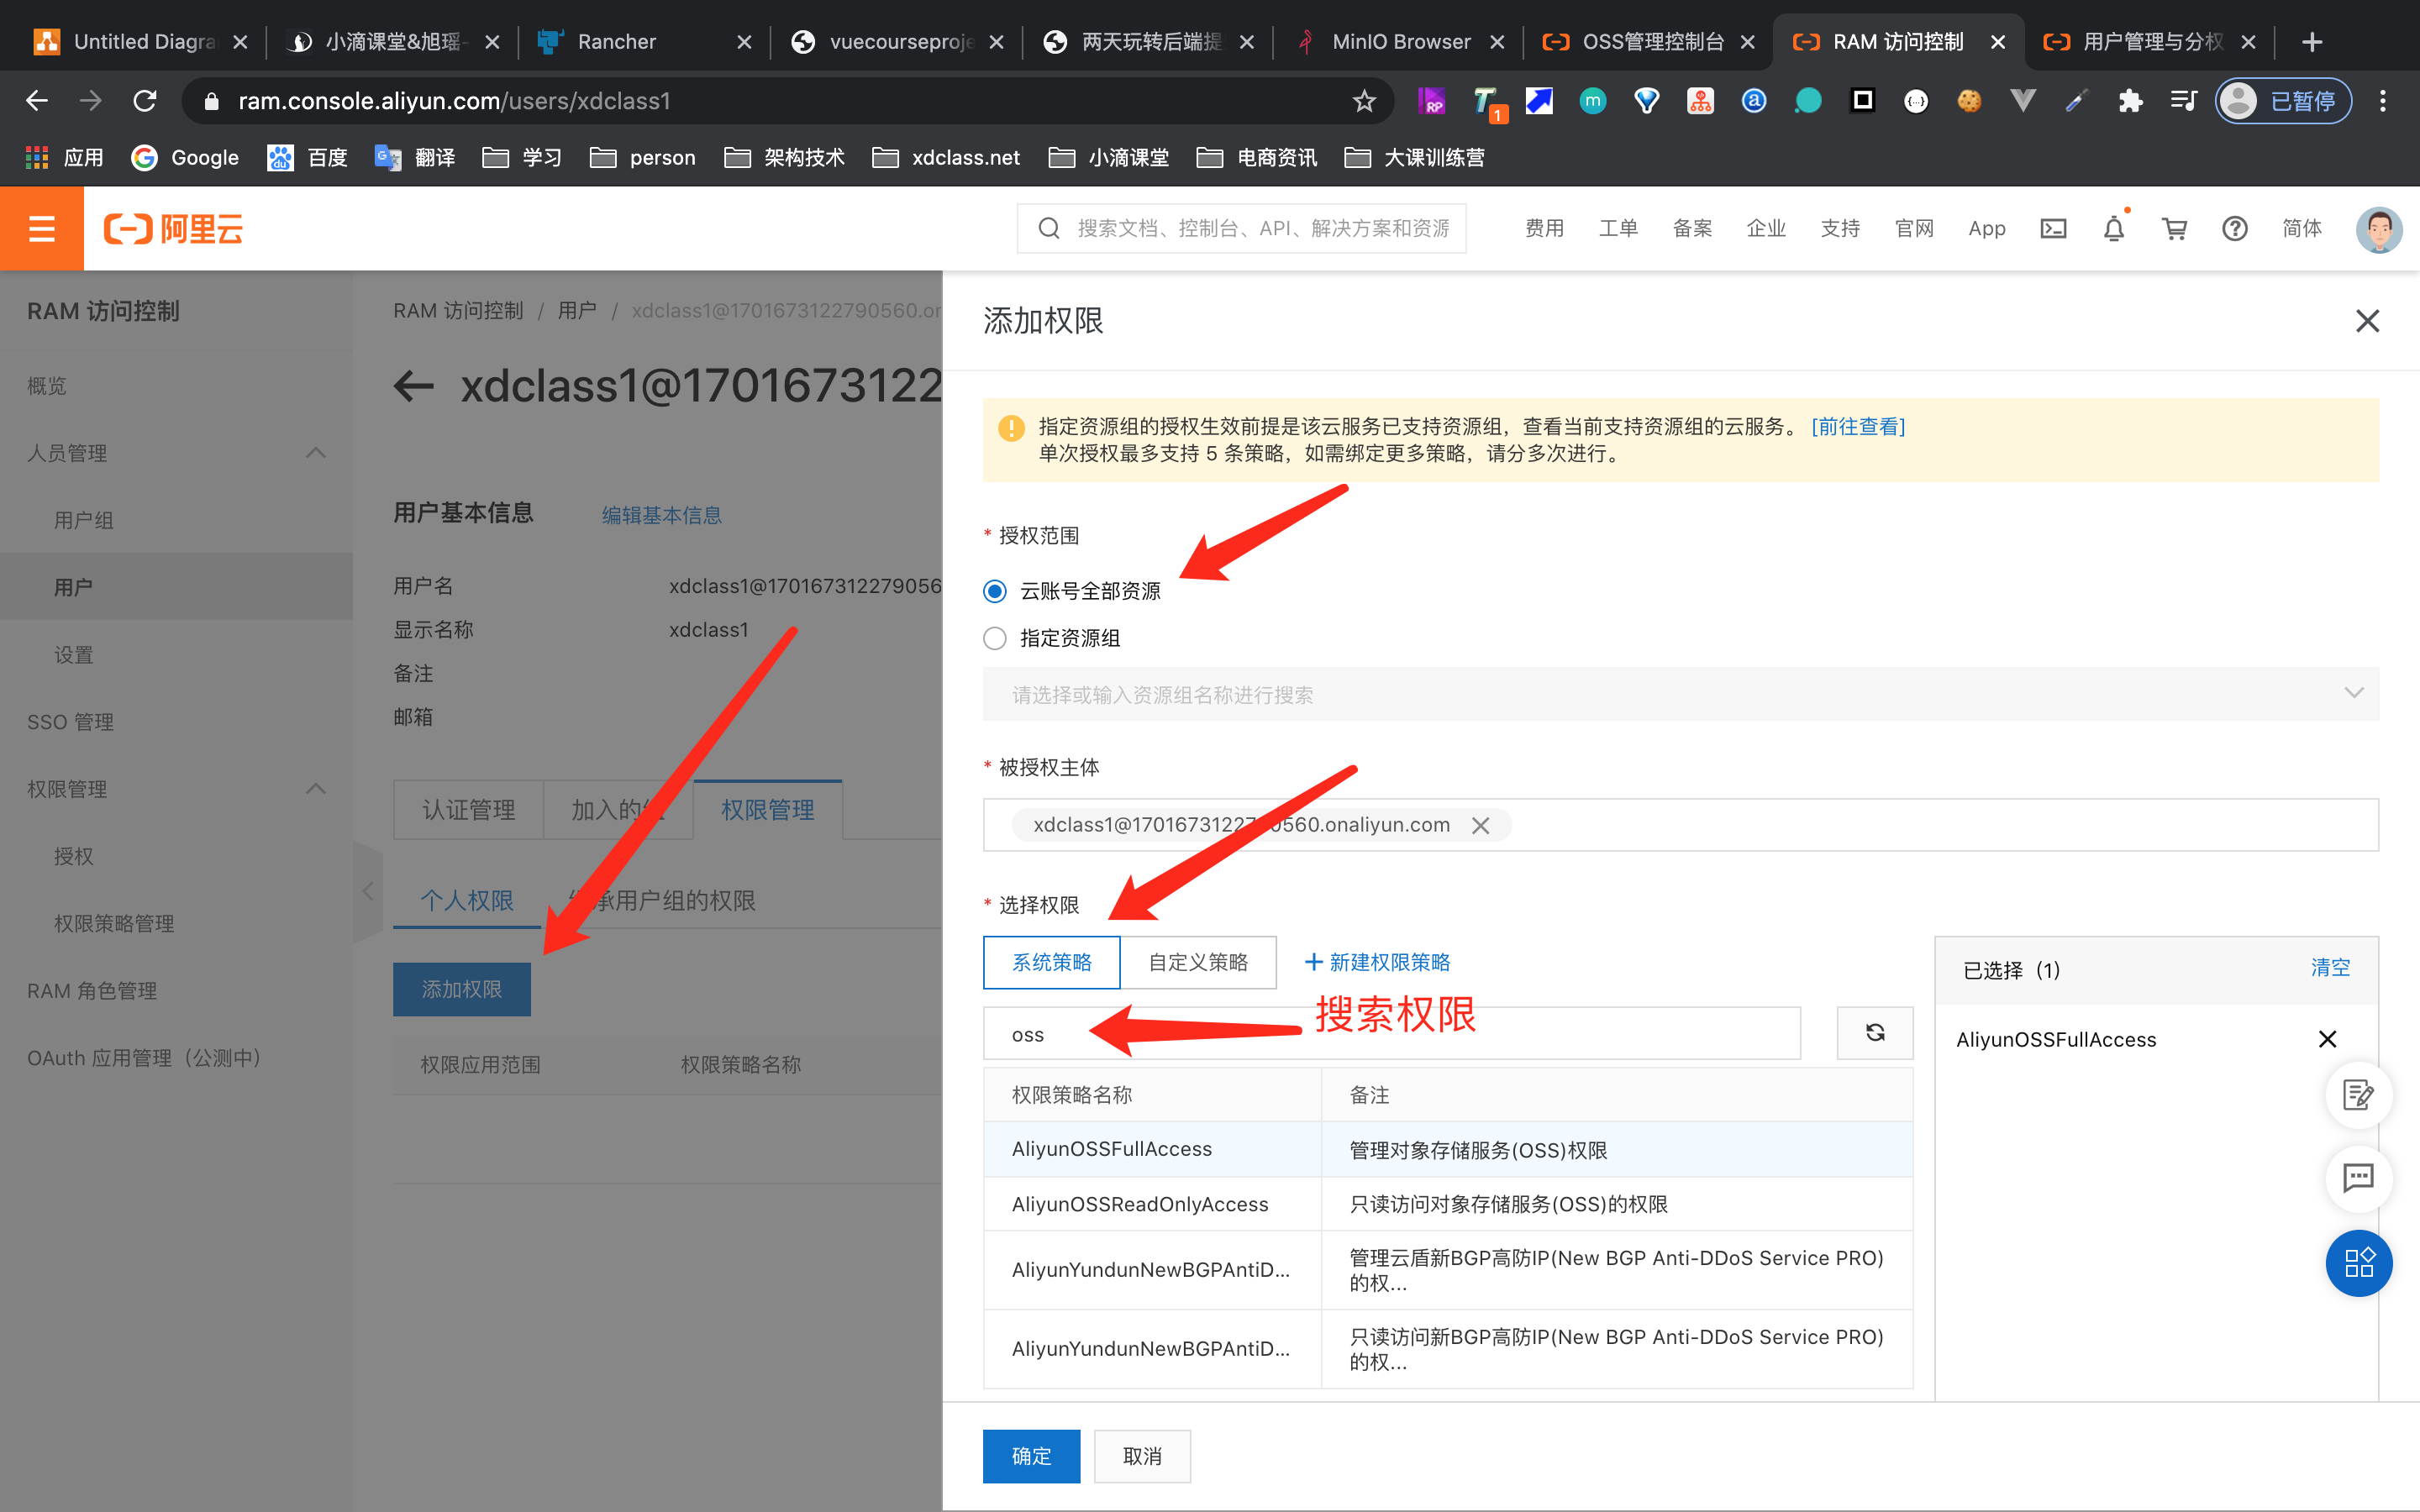 Untitled Diagra
小滴课堂&旭瑶-
Rancher
vuecourseproje
两天玩转后端提
MinIO Browser
OSS管理控制台
RAM 访问控制
用户管理与分权
ram.console.aliyun.com/users/xdclass1
RP
1
m
a
已暂停
应用
Google
百度
翻译
学习
person
架构技术
xdclass.net
小滴课堂
电商资讯
大课训练营
阿里云
搜索文档、控制台、API、解决方案和资源
费用
工单
备案
企业
支持
官网
App
简体
RAM 访问控制
概览
人员管理
用户组
用户
设置
SSO 管理
权限管理
授权
权限策略管理
RAM 角色管理
OAuth 应用管理（公测中）
RAM 访问控制 / 用户 / xdclass1@1701673122790560.on
xdclass1@1701673122
用户基本信息
编辑基本信息
用户名
xdclass1@170167312279056
显示名称
xdclass1
备注
邮箱
认证管理
加入的
权限管理
个人权限
承用户组的权限
添加权限
权限应用范围
权限策略名称
添加权限
指定资源组的授权生效前提是该云服务已支持资源组，查看当前支持资源组的云服务。 [前往查看]
单次授权最多支持 5 条策略，如需绑定更多策略，请分多次进行。
* 授权范围
云账号全部资源
指定资源组
请选择或输入资源组名称进行搜索
* 被授权主体
xdclass1@1701673122790560.onaliyun.com
* 选择权限
系统策略
自定义策略
+ 新建权限策略
搜索权限
oss
权限策略名称
备注
AliyunOSSFullAccess
管理对象存储服务(OSS)权限
AliyunOSSReadOnlyAccess
只读访问对象存储服务(OSS)的权限
AliyunYundunNewBGPAntiD...
管理云盾新BGP高防IP(New BGP Anti-DDoS Service PRO)
的权...
AliyunYundunNewBGPAntiD...
只读访问新BGP高防IP(New BGP Anti-DDoS Service PRO)
的权...
已选择（1）
清空
AliyunOSSFullAccess
确定
取消